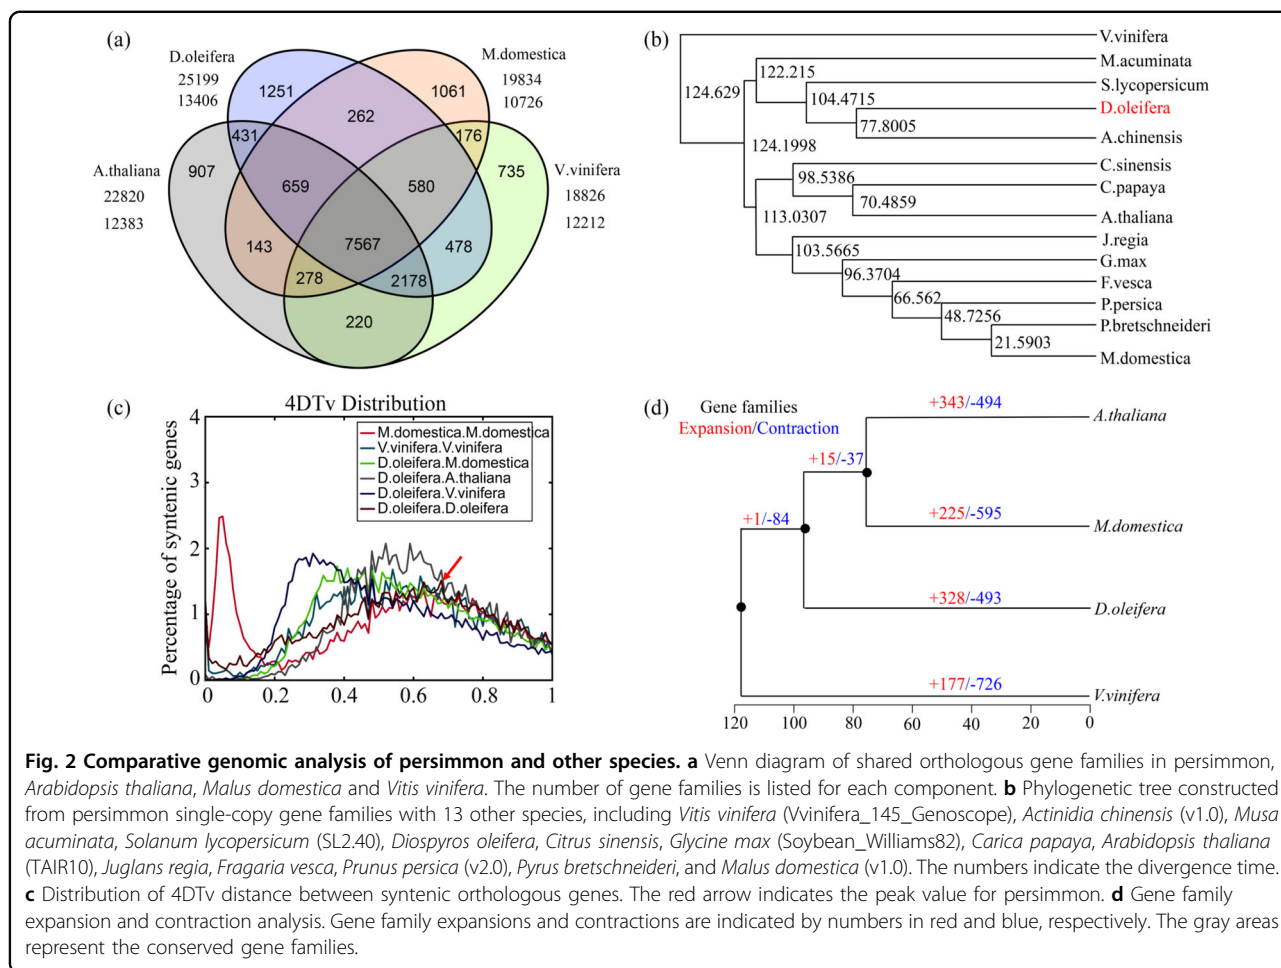 (a)
D.oleifera
25199
13406
M.domestica
19834
10726
A.thaliana
22820
12383
V.vinifera
18826
12212
1251
1061
262
431
176
907
735
659
580
143
7567
478
278
2178
220
(b)
V.vinifera
M.acuminata
S.lycopersicum
D.oleifera
A.chinensis
C.sinensis
C.papaya
A.thaliana
J.regia
G.max
F.vesca
P.persica
P.bretschneideri
M.domestica
124.629
122.215
104.4715
77.8005
124.1998
98.5386
70.4859
113.0307
103.5665
96.3704
66.562
48.7256
21.5903
(c)
4DTv Distribution
Percentage of syntenic genes
4
3
2
1
0
M.domestica.M.domestica
V.vinifera.V.vinifera
D.oleifera.M.domestica
D.oleifera.A.thaliana
D.oleifera.V.vinifera
D.oleifera.D.oleifera
0 0.2 0.4 0.6 0.8 1
(d)
Gene families
Expansion/Contraction
+343/-494
A.thaliana
+15/-37
+225/-595
M.domestica
+1/-84
+328/-493
D.oleifera
+177/-726
V.vinifera
120 100 80 60 40 20 0
Fig. 2 Comparative genomic analysis of persimmon and other species. a Venn diagram of shared orthologous gene families in persimmon,
Arabidopsis thaliana, Malus domestica and Vitis vinifera. The number of gene families is listed for each component. b Phylogenetic tree constructed
from persimmon single-copy gene families with 13 other species, including Vitis vinifera (Vvinifera_145_Genoscope), Actinidia chinensis (v1.0), Musa
acuminata, Solanum lycopersicum (SL2.40), Diospyros oleifera, Citrus sinensis, Glycine max (Soybean_Williams82), Carica papaya, Arabidopsis thaliana
(TAIR10), Juglans regia, Fragaria vesca, Prunus persica (v2.0), Pyrus bretschneideri, and Malus domestica (v1.0). The numbers indicate the divergence time.
c Distribution of 4DTv distance between syntenic orthologous genes. The red arrow indicates the peak value for persimmon. d Gene family
expansion and contraction analysis. Gene family expansions and contractions are indicated by numbers in red and blue, respectively. The gray areas
represent the conserved gene families.